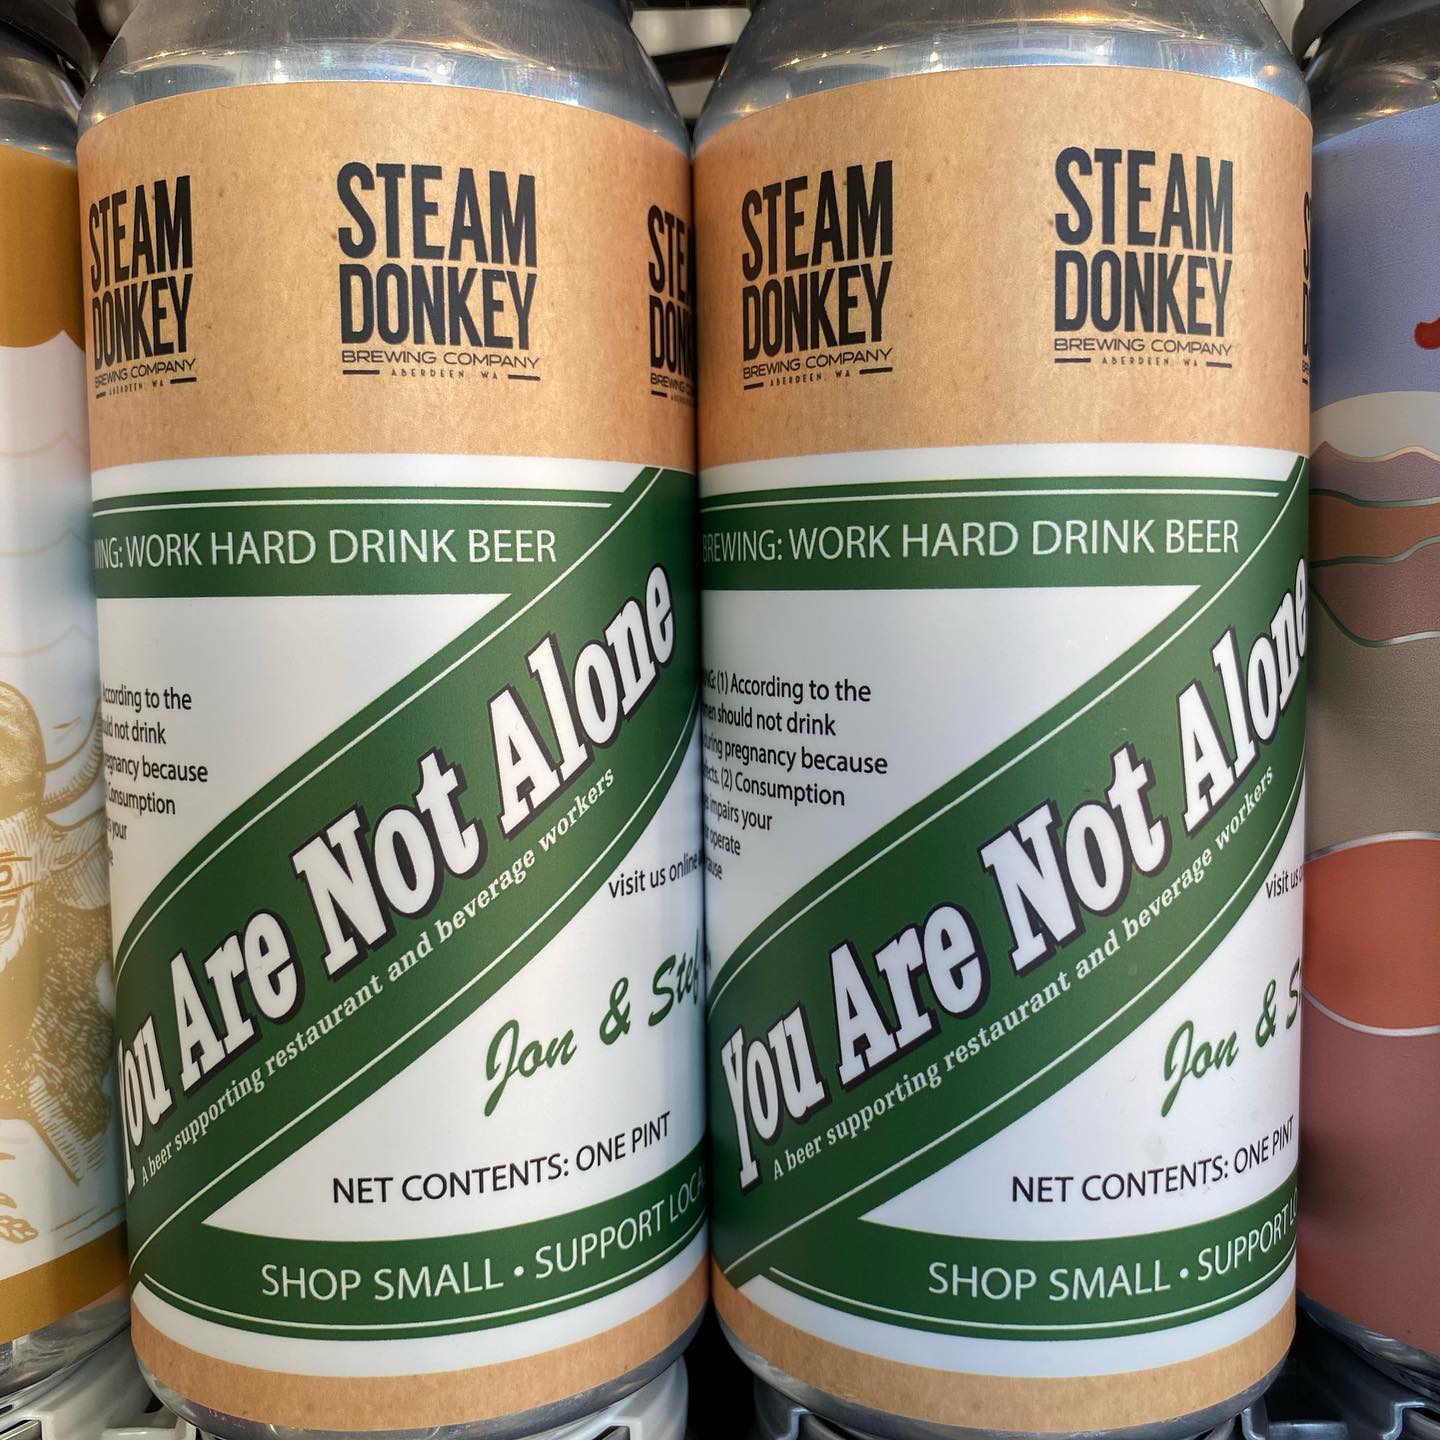 STEAM
DONKEY
BREWING COMPANY
ABERDEEN, WA
STEAM
DONKEY
BREWING COMPANY
ABERDEEN, WA
WORK HARD DRINK BEER
According to the
not drink
because
Consumption
your
You Are Not Alone
A beer supporting restaurant and beverage workers
visit us online
Jon &
NET CONTENTS: ONE PINT
SHOP SMALL • SUPPORT
STEAM
DONKEY
BREWING COMPANY
ABERDEEN, WA
STEAM
DONKEY
BREWING COMPANY
ABERDEEN, WA
BREWING: WORK HARD DRINK BEER
(1) According to the
should not drink
during pregnancy because
(2) Consumption
impairs your
operate
You Are Not Alone
A beer supporting restaurant and beverage workers
visit us
Jon &
NET CONTENTS: ONE PINT
SHOP SMALL • SUPPORT